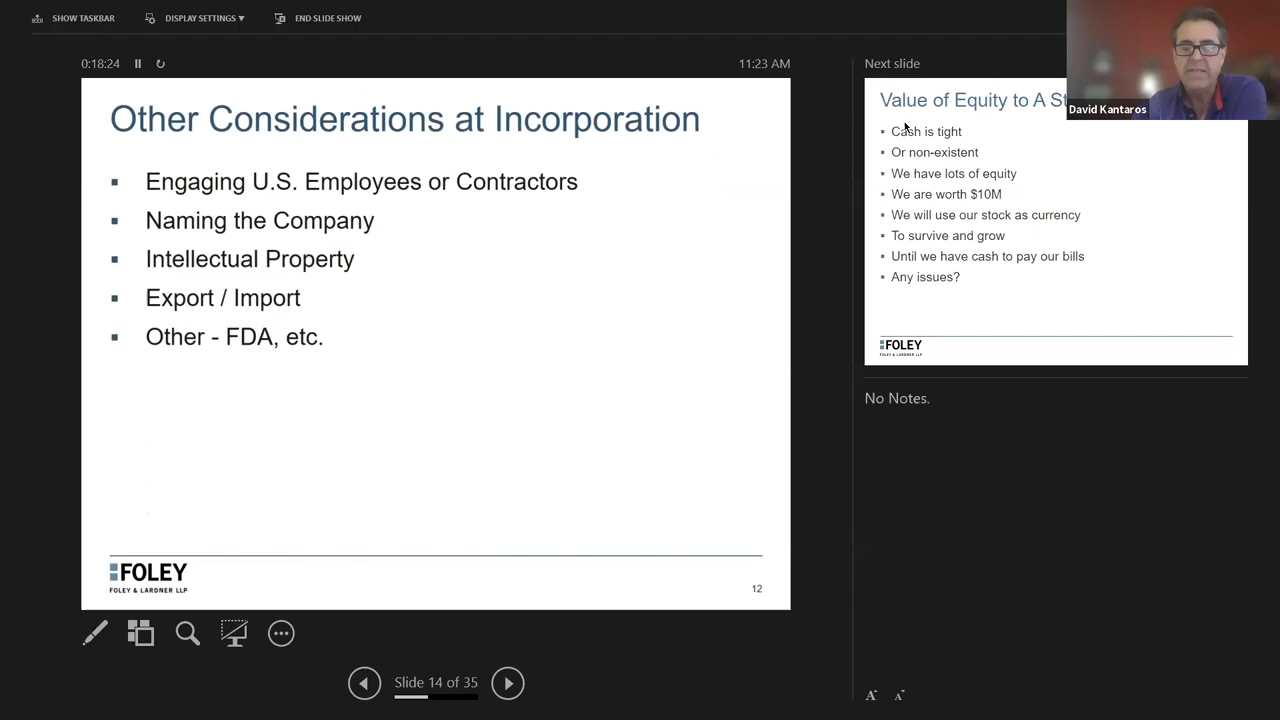 SHOW TASKBAR
DISPLAY SETTINGS ▼
END SLIDE SHOW
0:18:24
11:23 AM
Other Considerations at Incorporation
▪ Engaging U.S. Employees or Contractors
▪ Naming the Company
▪ Intellectual Property
▪ Export / Import
▪ Other - FDA, etc.
FOLEY
FOLEY & LARDNER LLP
12
Slide 14 of 35
Next slide
Value of Equity to A
▪ Cash is tight
▪ Or non-existent
▪ We have lots of equity
▪ We are worth $10M
▪ We will use our stock as currency
▪ To survive and grow
▪ Until we have cash to pay our bills
▪ Any issues?
FOLEY
FOLEY & LARDNER LLP
David Kantaros
No Notes.
A A